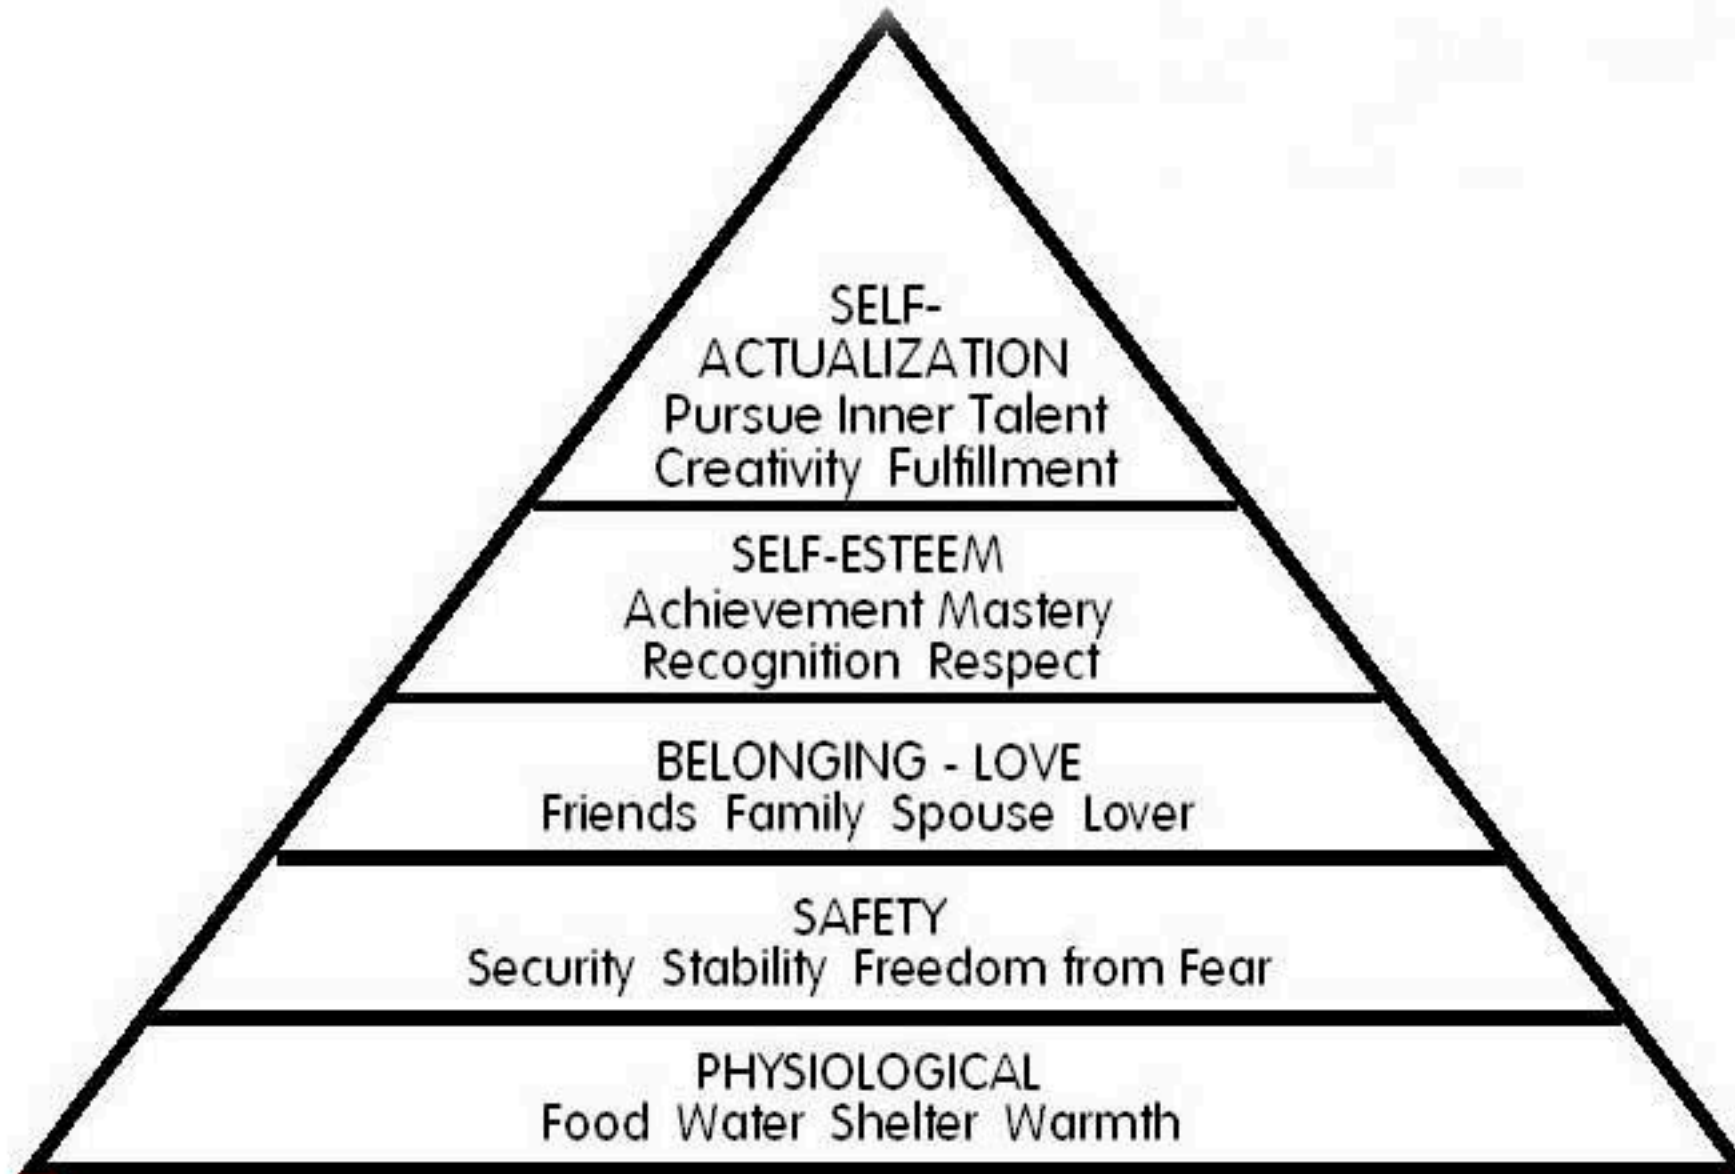 SELF-
ACTUALIZATION
Pursue Inner Talent
Creativity Fulfillment
SELF-ESTEEM
Achievement Mastery
Recognition Respect
BELONGING - LOVE
Friends Family Spouse Lover
SAFETY
Security Stability Freedom from Fear
PHYSIOLOGICAL
Food Water Shelter Warmth